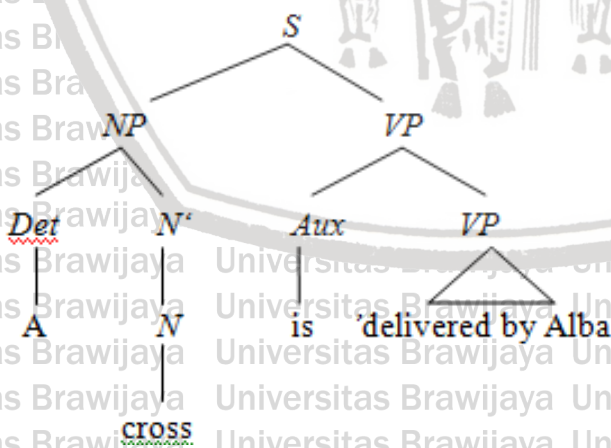 S
NP VP
Det N‘ Aux VP
A N is ’delivered by Alba
cross